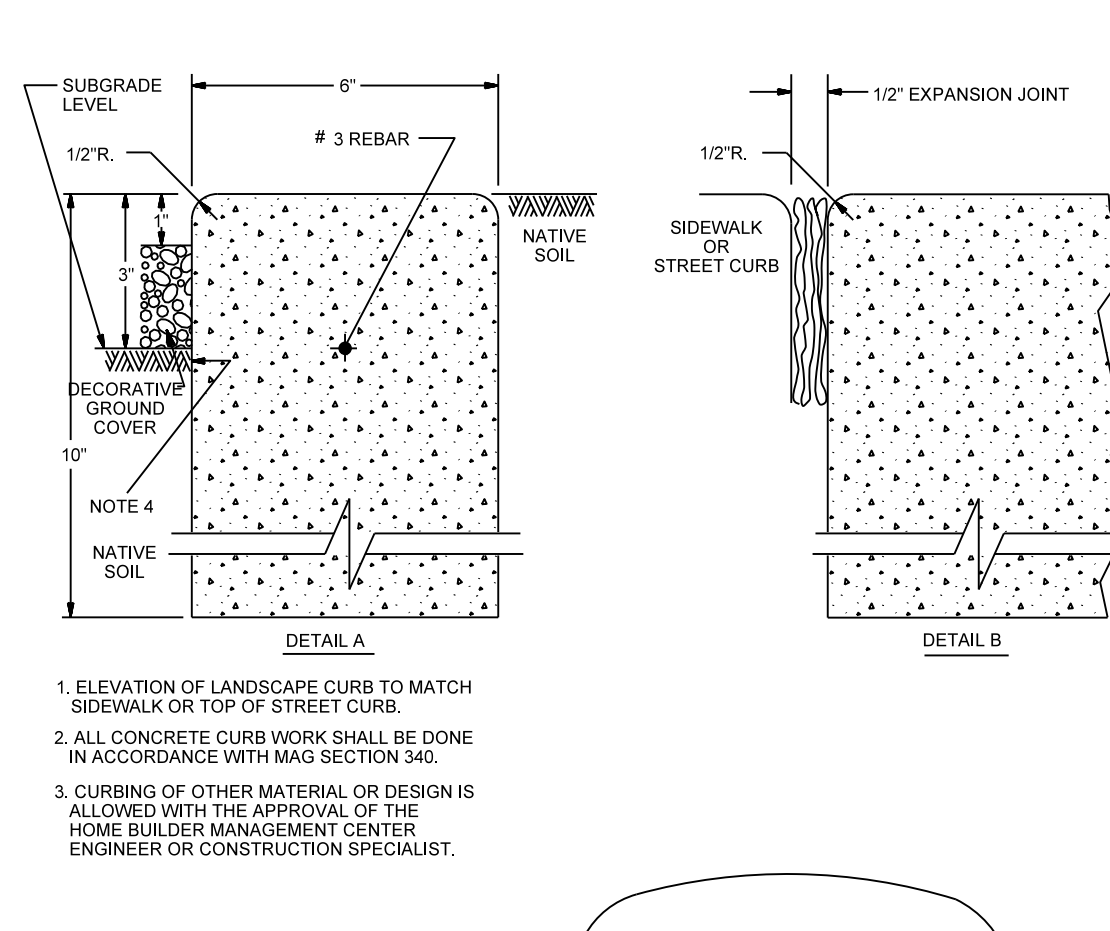 SUBGRADE
LEVEL
6"
# 3 REBAR
1/2"R.
1"
3"
10"
NATIVE
SOIL
DECORATIVE
GROUND
COVER
NOTE 4
NATIVE
SOIL
DETAIL A
1/2" EXPANSION JOINT
1/2"R.
SIDEWALK
OR
STREET CURB
DETAIL B
1. ELEVATION OF LANDSCAPE CURB TO MATCH
SIDEWALK OR TOP OF STREET CURB.
2. ALL CONCRETE CURB WORK SHALL BE DONE
IN ACCORDANCE WITH MAG SECTION 340.
3. CURBING OF OTHER MATERIAL OR DESIGN IS
ALLOWED WITH THE APPROVAL OF THE
HOME BUILDER MANAGEMENT CENTER
ENGINEER OR CONSTRUCTION SPECIALIST.